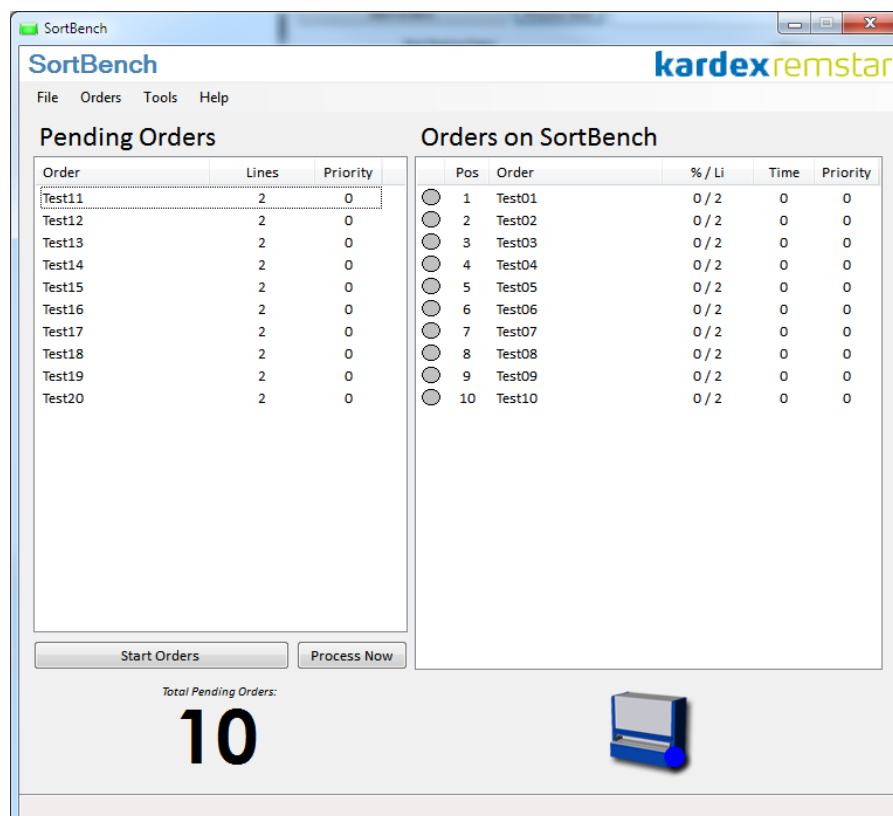 SortBench
SortBench
kardexremstar
File Orders Tools Help
Pending Orders
Order Lines Priority
Test11 2 0
Test12 2 0
Test13 2 0
Test14 2 0
Test15 2 0
Test16 2 0
Test17 2 0
Test18 2 0
Test19 2 0
Test20 2 0
Start Orders Process Now
Total Pending Orders:
10
Orders on SortBench
Pos Order % / Li Time Priority
1 Test01 0 / 2 0 0
2 Test02 0 / 2 0 0
3 Test03 0 / 2 0 0
4 Test04 0 / 2 0 0
5 Test05 0 / 2 0 0
6 Test06 0 / 2 0 0
7 Test07 0 / 2 0 0
8 Test08 0 / 2 0 0
9 Test09 0 / 2 0 0
10 Test10 0 / 2 0 0